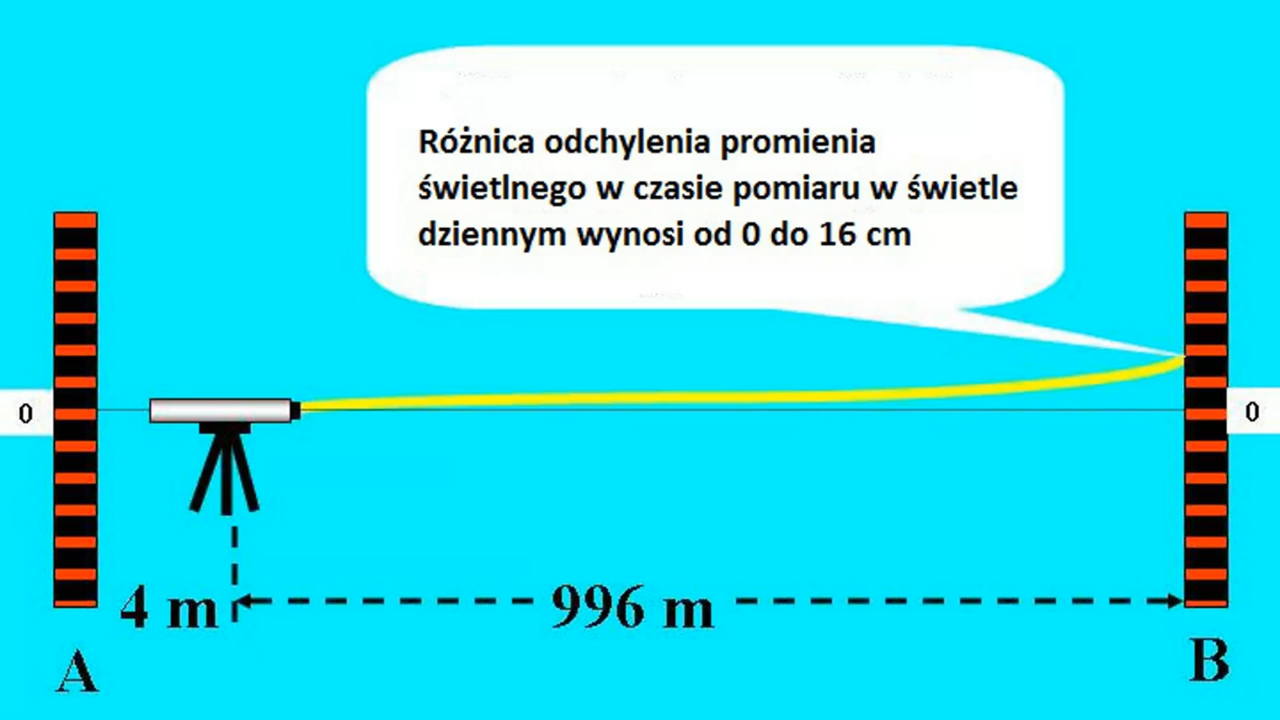 Różnica odchylenia promienia
świetlnego w czasie pomiaru w świetle
dziennym wynosi od 0 do 16 cm
0
0
4 m
996 m
A
B